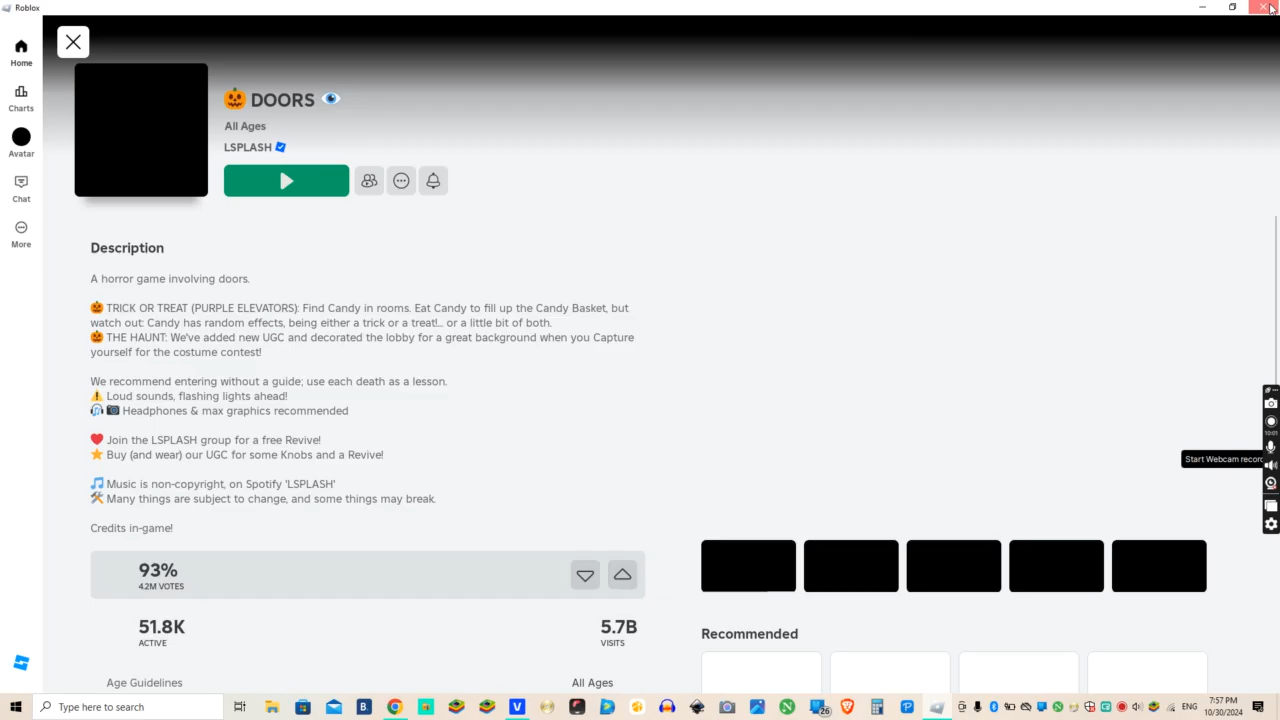 Roblox
Home
Charts
Avatar
Chat
More
🎃 DOORS 👁️
All Ages
LSPLASH
Description
A horror game involving doors.
🎃 TRICK OR TREAT (PURPLE ELEVATORS): Find Candy in rooms. Eat Candy to fill up the Candy Basket, but
watch out: Candy has random effects, being either a trick or a treat!... or a little bit of both.
🎃 THE HAUNT: We've added new UGC and decorated the lobby for a great background when you Capture
yourself for the costume contest!
We recommend entering without a guide; use each death as a lesson.
⚠️ Loud sounds, flashing lights ahead!
🎧 📷 Headphones & max graphics recommended
❤️ Join the LSPLASH group for a free Revive!
⭐ Buy (and wear) our UGC for some Knobs and a Revive!
🎵 Music is non-copyright, on Spotify 'LSPLASH'
🛠️ Many things are subject to change, and some things may break.
Credits in-game!
93%
4.2M VOTES
51.8K
ACTIVE
5.7B
VISITS
Age Guidelines
All Ages
Recommended
10:01
Start Webcam recor
Type here to search
B.
V
26
ENG
7:57 PM
10/30/2024